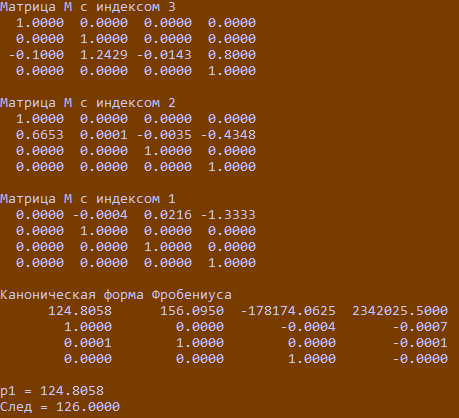 Матрица M с индексом 3
1.0000 0.0000 0.0000 0.0000
0.0000 1.0000 0.0000 0.0000
-0.1000 1.2429 -0.0143 0.8000
0.0000 0.0000 0.0000 1.0000
Матрица M с индексом 2
1.0000 0.0000 0.0000 0.0000
0.6653 0.0001 -0.0035 -0.4348
0.0000 0.0000 1.0000 0.0000
0.0000 0.0000 0.0000 1.0000
Матрица M с индексом 1
0.0000 -0.0004 0.0216 -1.3333
0.0000 1.0000 0.0000 0.0000
0.0000 0.0000 1.0000 0.0000
0.0000 0.0000 0.0000 1.0000
Каноническая форма Фробениуса
124.8058 156.0950 -178174.0625 2342025.5000
1.0000 0.0000 -0.0004 -0.0007
0.0001 1.0000 0.0000 -0.0001
0.0000 0.0000 1.0000 -0.0000
p1 = 124.8058
След = 126.0000